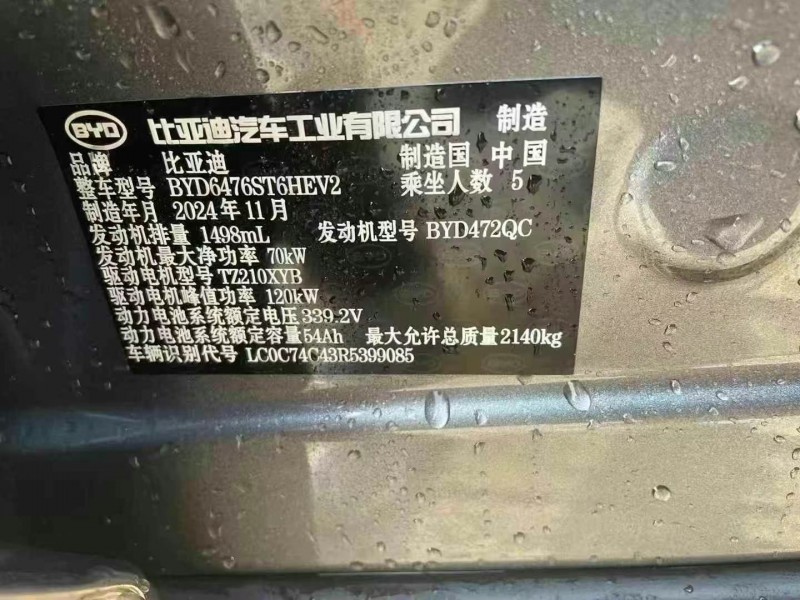 BYD 比亚迪汽车工业有限公司 制造
品牌 比亚迪 制造国 中国
整车型号 BYD6476ST6HEV2 乘坐人数 5
制造年月 2024年11月
发动机排量 1498mL 发动机型号 BYD472QC
发动机最大净功率 70kW
驱动电机型号 TZ210XYB
驱动电机峰值功率 120kW
动力电池系统额定电压 339.2V
动力电池系统额定容量 54Ah 最大允许总质量 2140kg
车辆识别代号 LC0C74C43R5399085